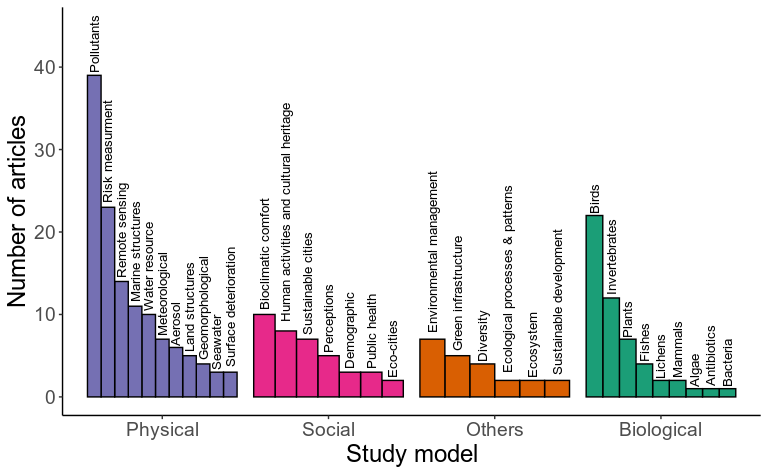 Number of articles
40
30
20
10
0
Pollutants
Risk measurment
Remote sensing
Marine structures
Water resource
Meteorological
Aerosol
Land structures
Geomorphological
Seawater
Surface deterioration
Bioclimatic comfort
Human activities and cultural heritage
Sustainable cities
Perceptions
Demographic
Public health
Eco-cities
Environmental management
Green infrastructure
Diversity
Ecological processes & patterns
Ecosystem
Sustainable development
Birds
Invertebrates
Plants
Fishes
Lichens
Mammals
Algae
Antibiotics
Bacteria
Physical
Social
Others
Biological
Study model